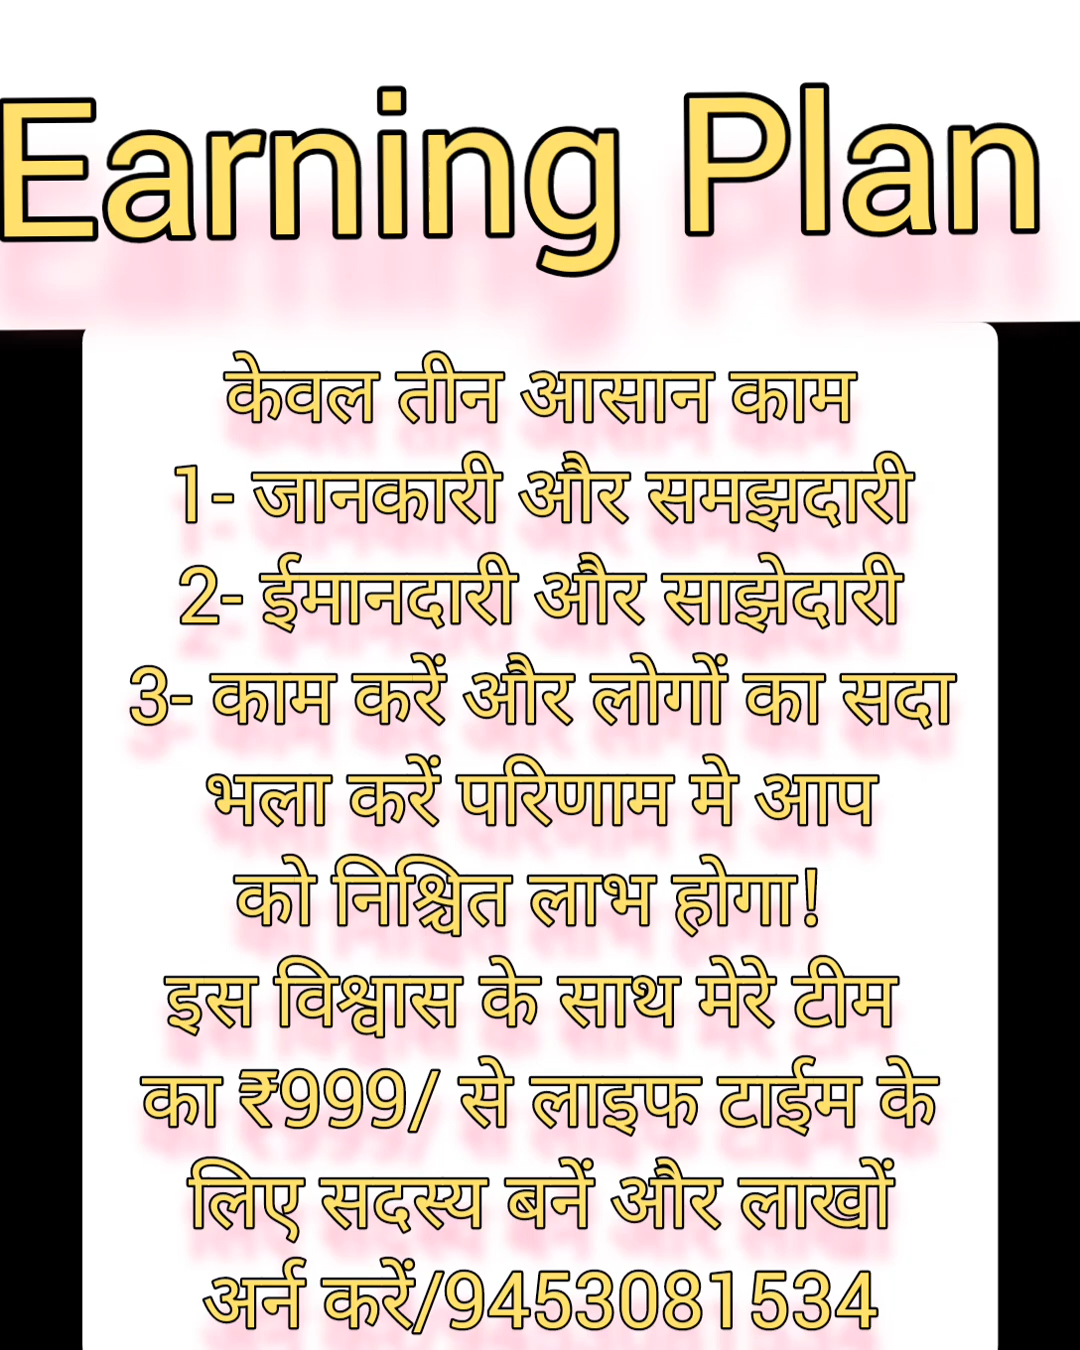 Earning Plan
केवल तीन आसान काम
1- जानकारी और समझदारी
2- ईमानदारी और साझेदारी
3- काम करें और लोगों का सदा
भला करें परिणाम मे आप
को निश्चित लाभ होगा!
इस विश्वास के साथ मेरे टीम
का ₹999/ से लाइफ टाईम के
लिए सदस्य बनें और लाखों
अर्न करें/9453081534